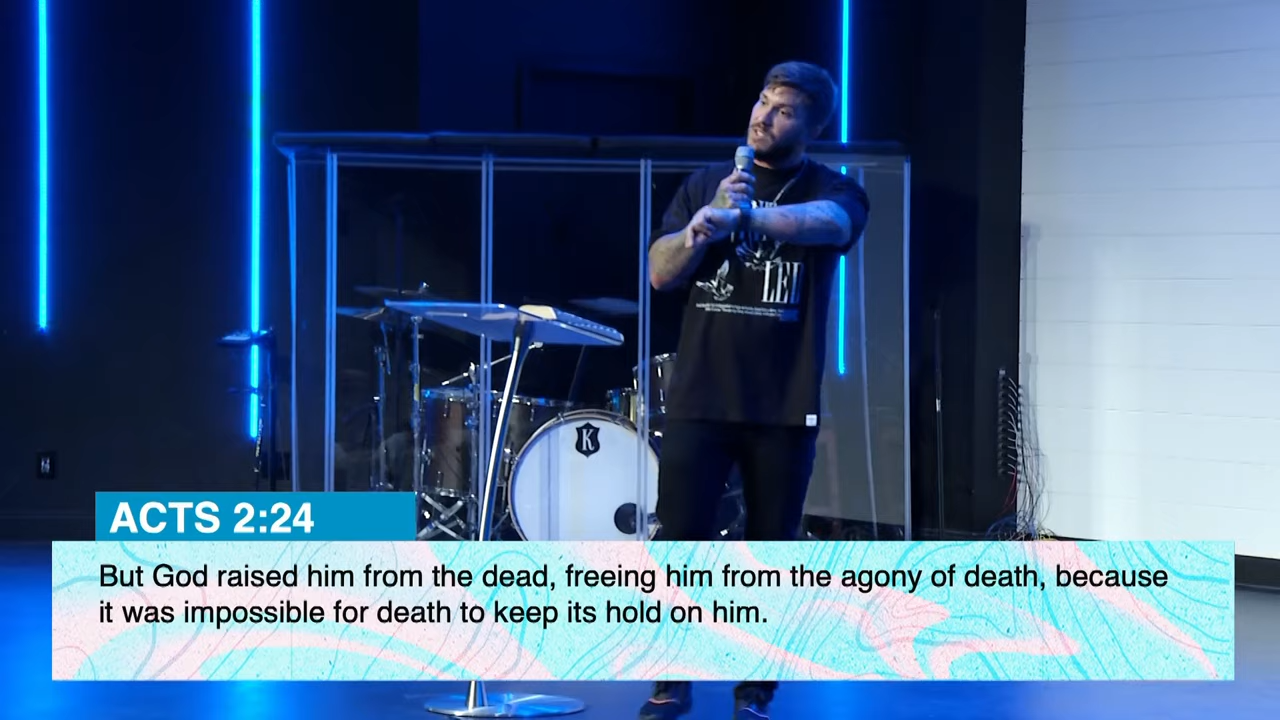 LEE
K
ACTS 2:24
But God raised him from the dead, freeing him from the agony of death, because
it was impossible for death to keep its hold on him.